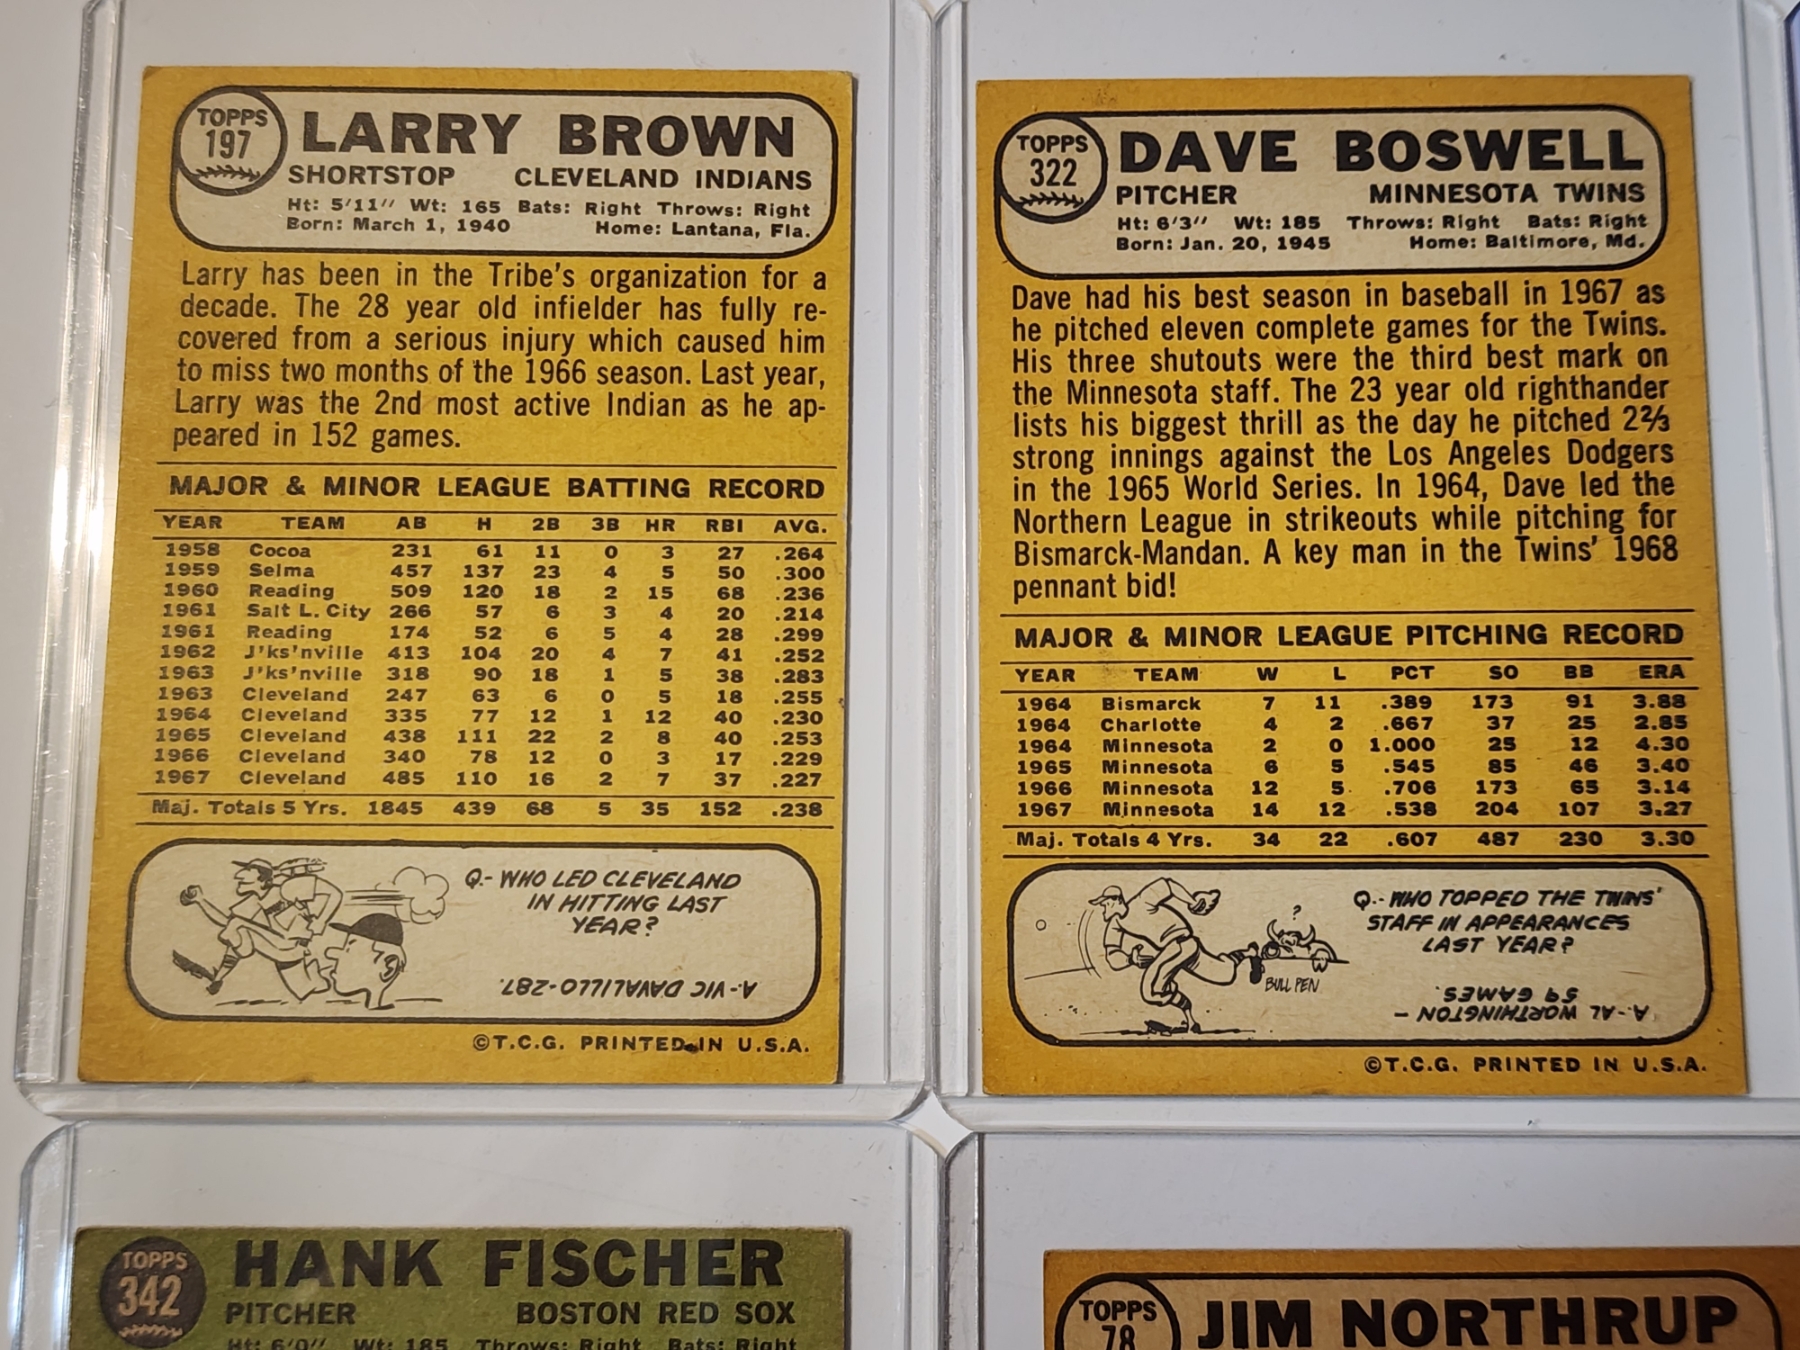 TOPPS
197
LARRY BROWN
SHORTSTOP CLEVELAND INDIANS
Ht: 5'11" Wt: 165 Bats: Right Throws: Right
Born: March 1, 1940 Home: Lantana, Fla.
Larry has been in the Tribe's organization for a
decade. The 28 year old infielder has fully re-
covered from a serious injury which caused him
to miss two months of the 1966 season. Last year,
Larry was the 2nd most active Indian as he ap-
peared in 152 games.
MAJOR & MINOR LEAGUE BATTING RECORD
YEAR TEAM AB H 2B 3B HR RBI AVG.
1958 Cocoa 231 61 11 0 3 27 .264
1959 Selma 457 137 23 4 5 50 .300
1960 Reading 509 120 18 2 15 68 .236
1961 Salt L. City 266 57 6 3 4 20 .214
1961 Reading 174 52 6 5 4 28 .299
1962 J'ks'nville 413 104 20 4 7 41 .252
1963 J'ks'nville 318 90 18 1 5 38 .283
1963 Cleveland 247 63 6 0 5 18 .255
1964 Cleveland 335 77 12 1 12 40 .230
1965 Cleveland 438 111 22 2 8 40 .253
1966 Cleveland 340 78 12 0 3 17 .229
1967 Cleveland 485 110 16 2 7 37 .227
Maj. Totals 5 Yrs. 1845 439 68 5 35 152 .238
Q.- WHO LED CLEVELAND
IN HITTING LAST
YEAR?
A.- VIC DAVALILLO-287.
©T.C.G. PRINTED IN U.S.A.
TOPPS
322
DAVE BOSWELL
PITCHER MINNESOTA TWINS
Ht: 6'3" Wt: 185 Throws: Right Bats: Right
Born: Jan. 20, 1945 Home: Baltimore, Md.
Dave had his best season in baseball in 1967 as
he pitched eleven complete games for the Twins.
His three shutouts were the third best mark on
the Minnesota staff. The 23 year old righthander
lists his biggest thrill as the day he pitched 2⅔
strong innings against the Los Angeles Dodgers
in the 1965 World Series. In 1964, Dave led the
Northern League in strikeouts while pitching for
Bismarck-Mandan. A key man in the Twins' 1968
pennant bid!
MAJOR & MINOR LEAGUE PITCHING RECORD
YEAR TEAM W L PCT SO BB ERA
1964 Bismarck 7 11 .389 173 91 3.88
1964 Charlotte 4 2 .667 37 25 2.85
1964 Minnesota 2 0 1.000 25 12 4.30
1965 Minnesota 6 5 .545 85 46 3.40
1966 Minnesota 12 5 .706 173 65 3.14
1967 Minnesota 14 12 .538 204 107 3.27
Maj. Totals 4 Yrs. 34 22 .607 487 230 3.30
Q.- WHO TOPPED THE TWINS'
STAFF IN APPEARANCES
LAST YEAR?
?
BULL PEN
A.- AL WORTHINGTON —
59 GAMES.
©T.C.G. PRINTED IN U.S.A.
TOPPS
342
HANK FISCHER
PITCHER BOSTON RED SOX
Ht: 6'0" Wt: 185 Throws: Right Bats: Right
TOPPS
78
JIM NORTHRUP